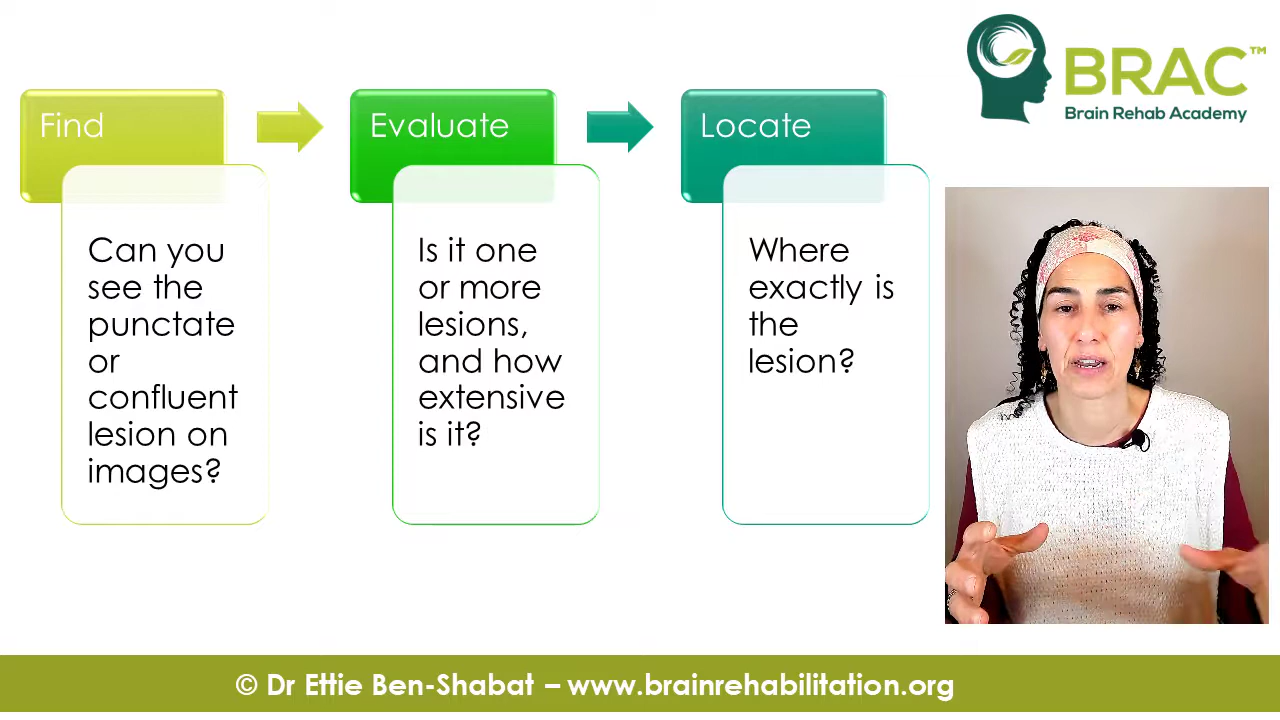 BRAC™
Brain Rehab Academy
Find
Can you
see the
punctate
or
confluent
lesion on
images?
Evaluate
Is it one
or more
lesions,
and how
extensive
is it?
Locate
Where
exactly is
the
lesion?
© Dr Ettie Ben-Shabat – www.brainrehabilitation.org